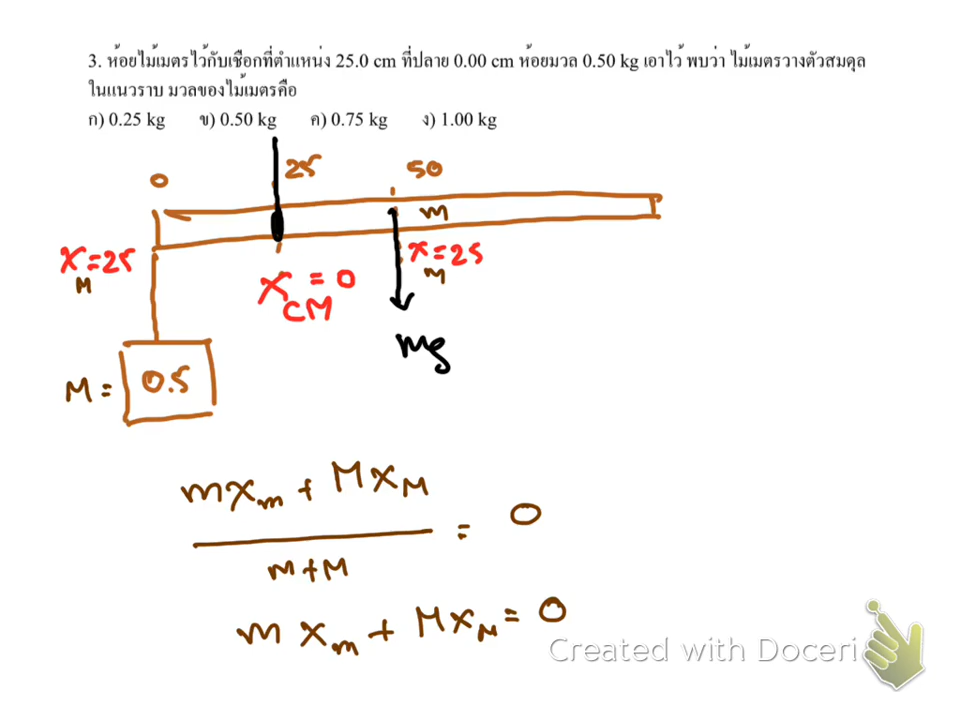 3. ห้อยไม้เมตรไว้กับเชือกที่ตำแหน่ง 25.0 cm ที่ปลาย 0.00 cm ห้อยมวล 0.50 kg เอาไว้ พบว่า ไม้เมตรวางตัวสมดุล
ในแนวราบ มวลของไม้เมตรคือ
ก) 0.25 kg ข) 0.50 kg ค) 0.75 kg ง) 1.00 kg
0 25 50
m
x_M = 25 x_CM = 0 x_M = 25
mg
M = 0.5
mx_m + Mx_M
= 0
m+M
m x_m + Mx_M = 0
Created with Doceri